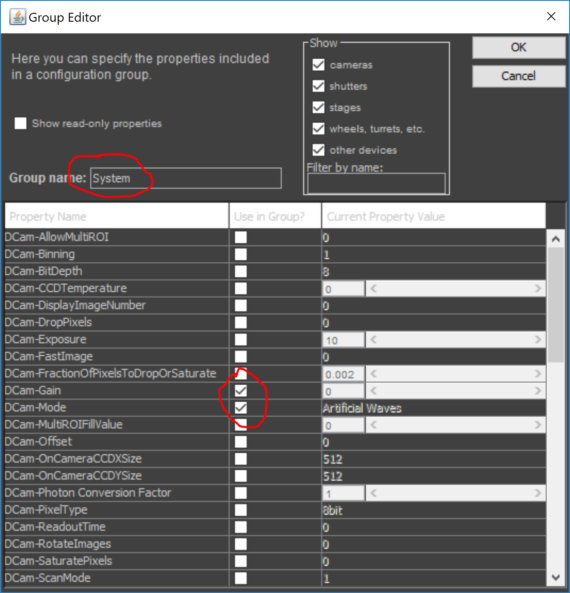 Group Editor
Here you can specify the properties included
in a configuration group.
Show read-only properties
Group name: System
Show
cameras
shutters
stages
wheels, turrets, etc.
other devices
Filter by name:
OK
Cancel
Property Name Use in Group? Current Property Value
DCam-AllowMultiROI 0
DCam-Binning 1
DCam-BitDepth 8
DCam-CCDTemperature 0
DCam-DisplayImageNumber 0
DCam-DropPixels 0
DCam-Exposure 10
DCam-FastImage 0
DCam-FractionOfPixelsToDropOrSaturate 0.002
DCam-Gain 0
DCam-Mode Artificial Waves
DCam-MultiROIFillValue 0
DCam-Offset 0
DCam-OnCameraCCDXSize 512
DCam-OnCameraCCDYSize 512
DCam-Photon Conversion Factor 1
DCam-PixelType 8bit
DCam-ReadoutTime 0
DCam-RotateImages 0
DCam-SaturatePixels 0
DCam-ScanMode 1